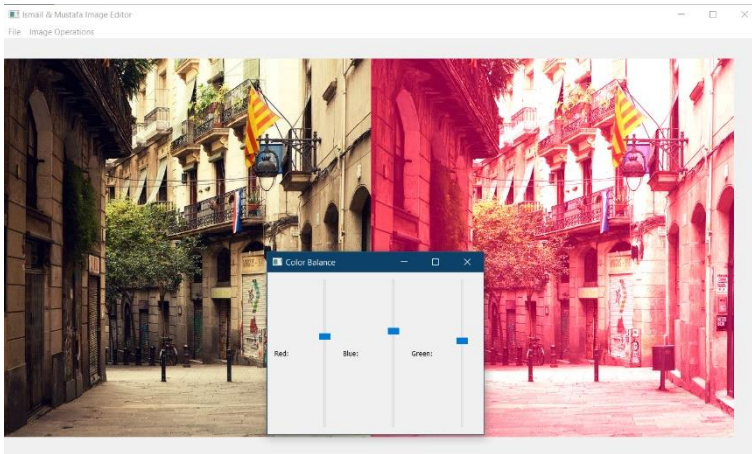 Ismail & Mustafa Image Editor
File Image Operations
Color Balance
Red: Blue: Green: